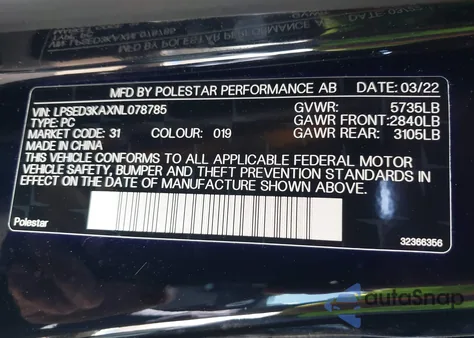 MFD BY POLESTAR PERFORMANCE AB DATE: 03/22
VIN: LPSED3KAXNL078785 GVWR: 5735LB
TYPE: PC GAWR FRONT:2840LB
MARKET CODE: 31 COLOUR: 019 GAWR REAR: 3105LB
MADE IN CHINA
THIS VEHICLE CONFORMS TO ALL APPLICABLE FEDERAL MOTOR
VEHICLE SAFETY, BUMPER AND THEFT PREVENTION STANDARDS IN
EFFECT ON THE DATE OF MANUFACTURE SHOWN ABOVE.
Polestar 32366356
autoSnap